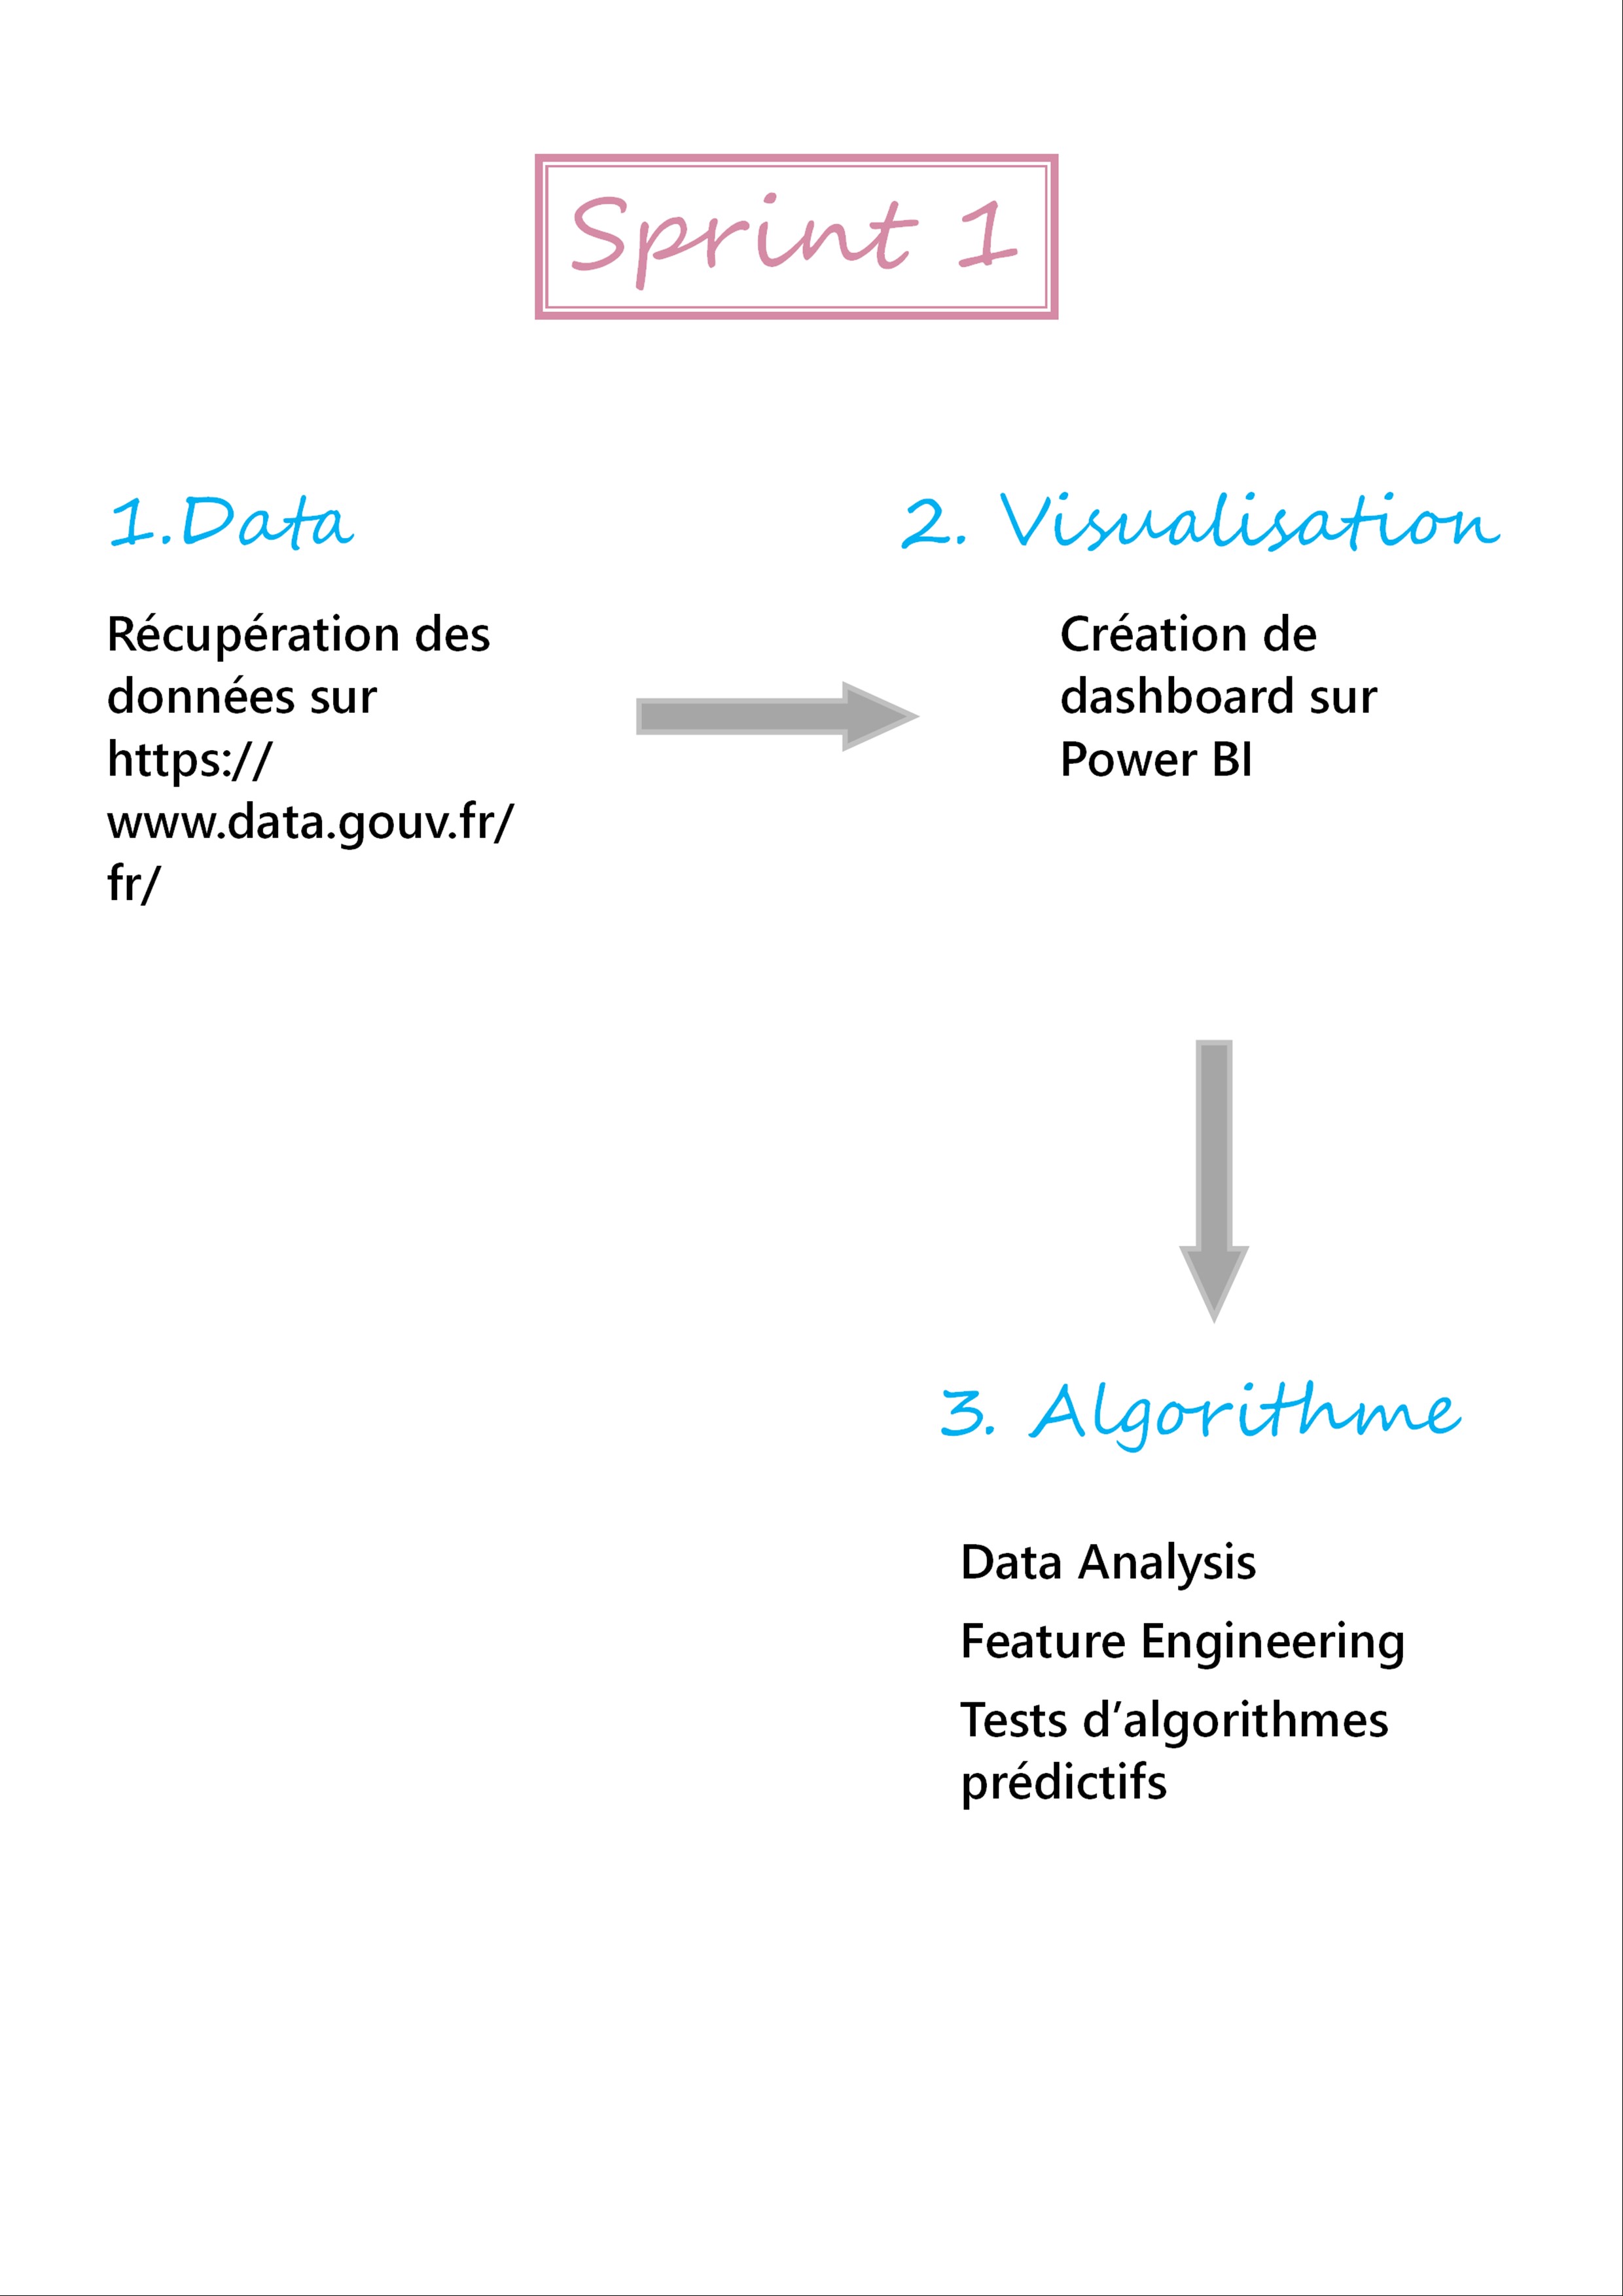 Sprint 1
1.Data
Récupération des
données sur
https://
www.data.gouv.fr/
fr/
2. Visualisation
Création de
dashboard sur
Power BI
3. Algorithme
Data Analysis
Feature Engineering
Tests d’algorithmes
prédictifs